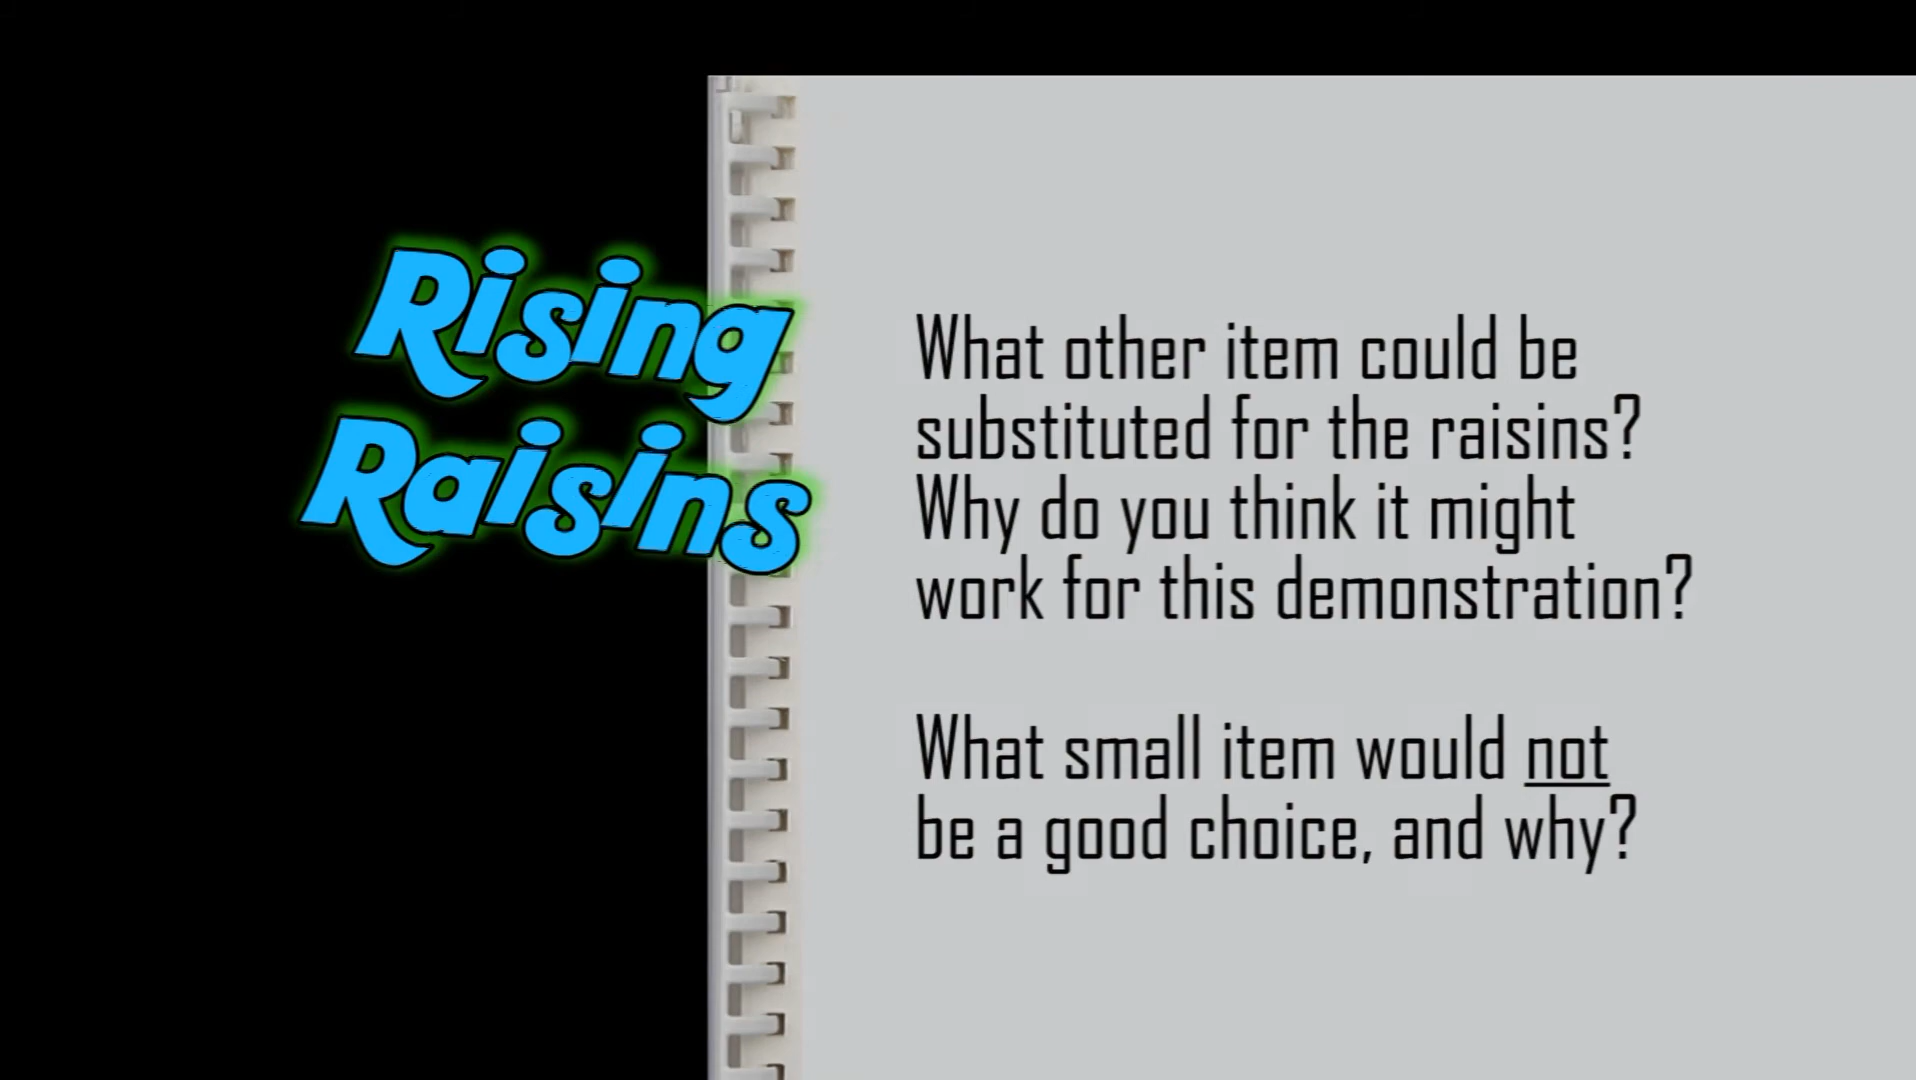 Rising
Raisins
What other item could be
substituted for the raisins?
Why do you think it might
work for this demonstration?
What small item would not
be a good choice, and why?